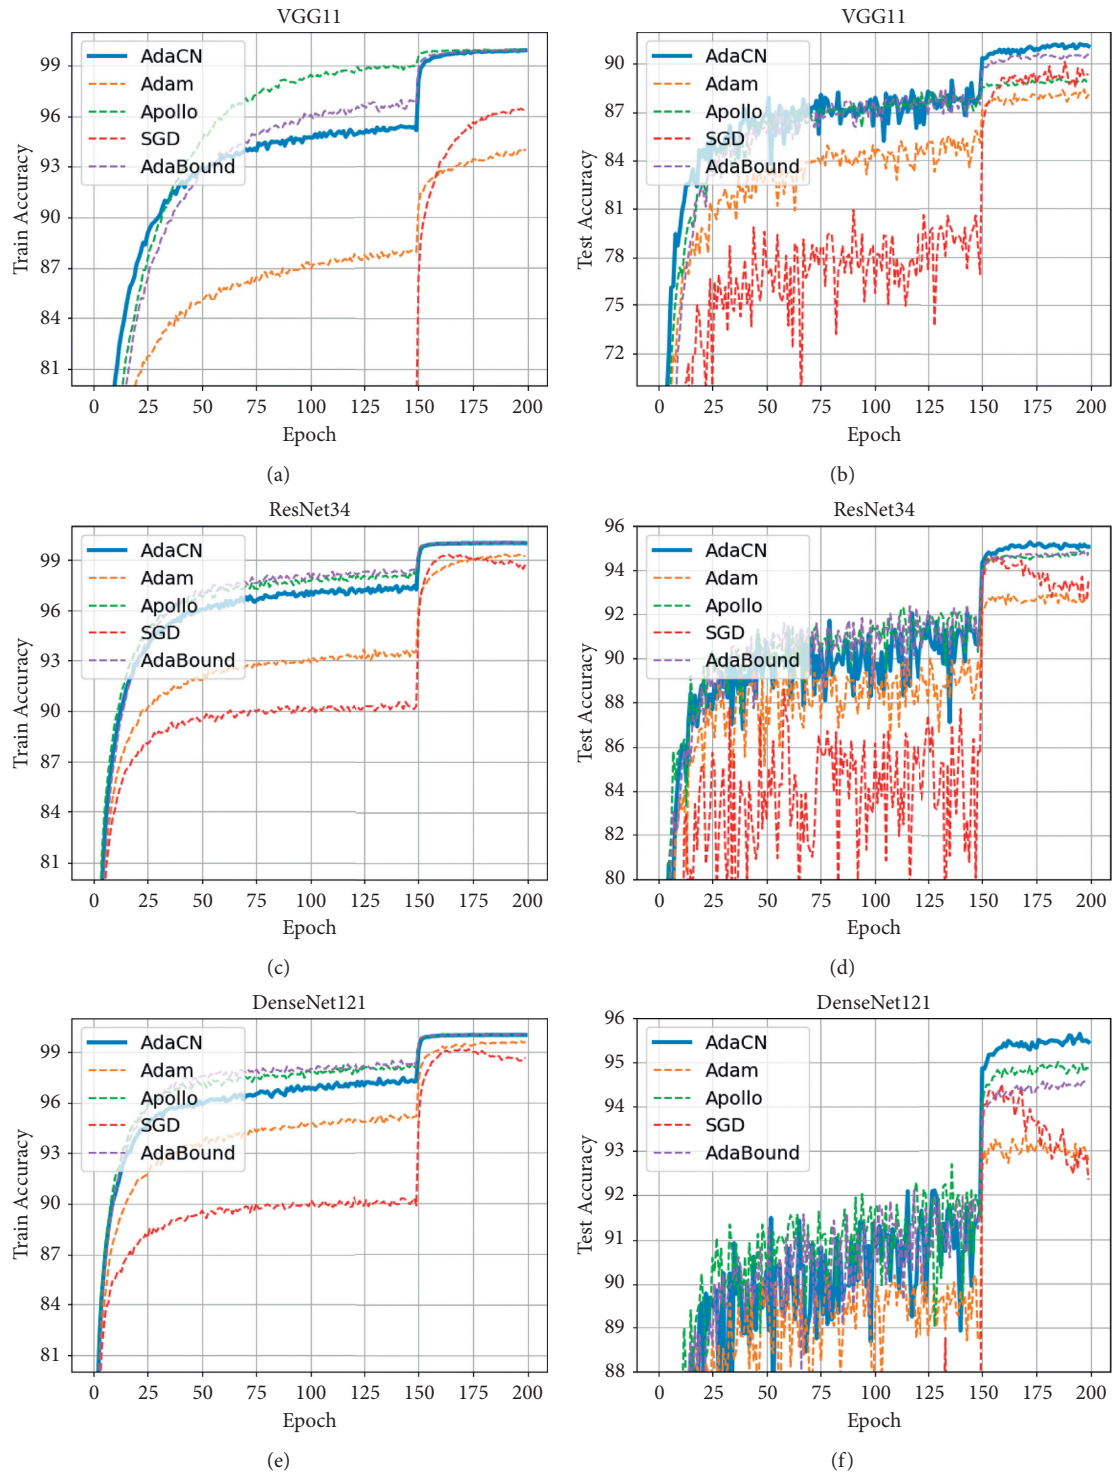 VGG11
99
96
93
90
87
84
81
Train Accuracy
AdaCN
Adam
Apollo
SGD
AdaBound
0 25 50 75 100 125 150 175 200
Epoch
(a)
VGG11
90
87
84
81
78
75
72
Test Accuracy
AdaCN
Adam
Apollo
SGD
AdaBound
0 25 50 75 100 125 150 175 200
Epoch
(b)
ResNet34
99
96
93
90
87
84
81
Train Accuracy
AdaCN
Adam
Apollo
SGD
AdaBound
0 25 50 75 100 125 150 175 200
Epoch
(c)
ResNet34
96
94
92
90
88
86
84
82
80
Test Accuracy
AdaCN
Adam
Apollo
SGD
AdaBound
0 25 50 75 100 125 150 175 200
Epoch
(d)
DenseNet121
99
96
93
90
87
84
81
Train Accuracy
AdaCN
Adam
Apollo
SGD
AdaBound
0 25 50 75 100 125 150 175 200
Epoch
(e)
DenseNet121
96
95
94
93
92
91
90
89
88
Test Accuracy
AdaCN
Adam
Apollo
SGD
AdaBound
0 25 50 75 100 125 150 175 200
Epoch
(f)